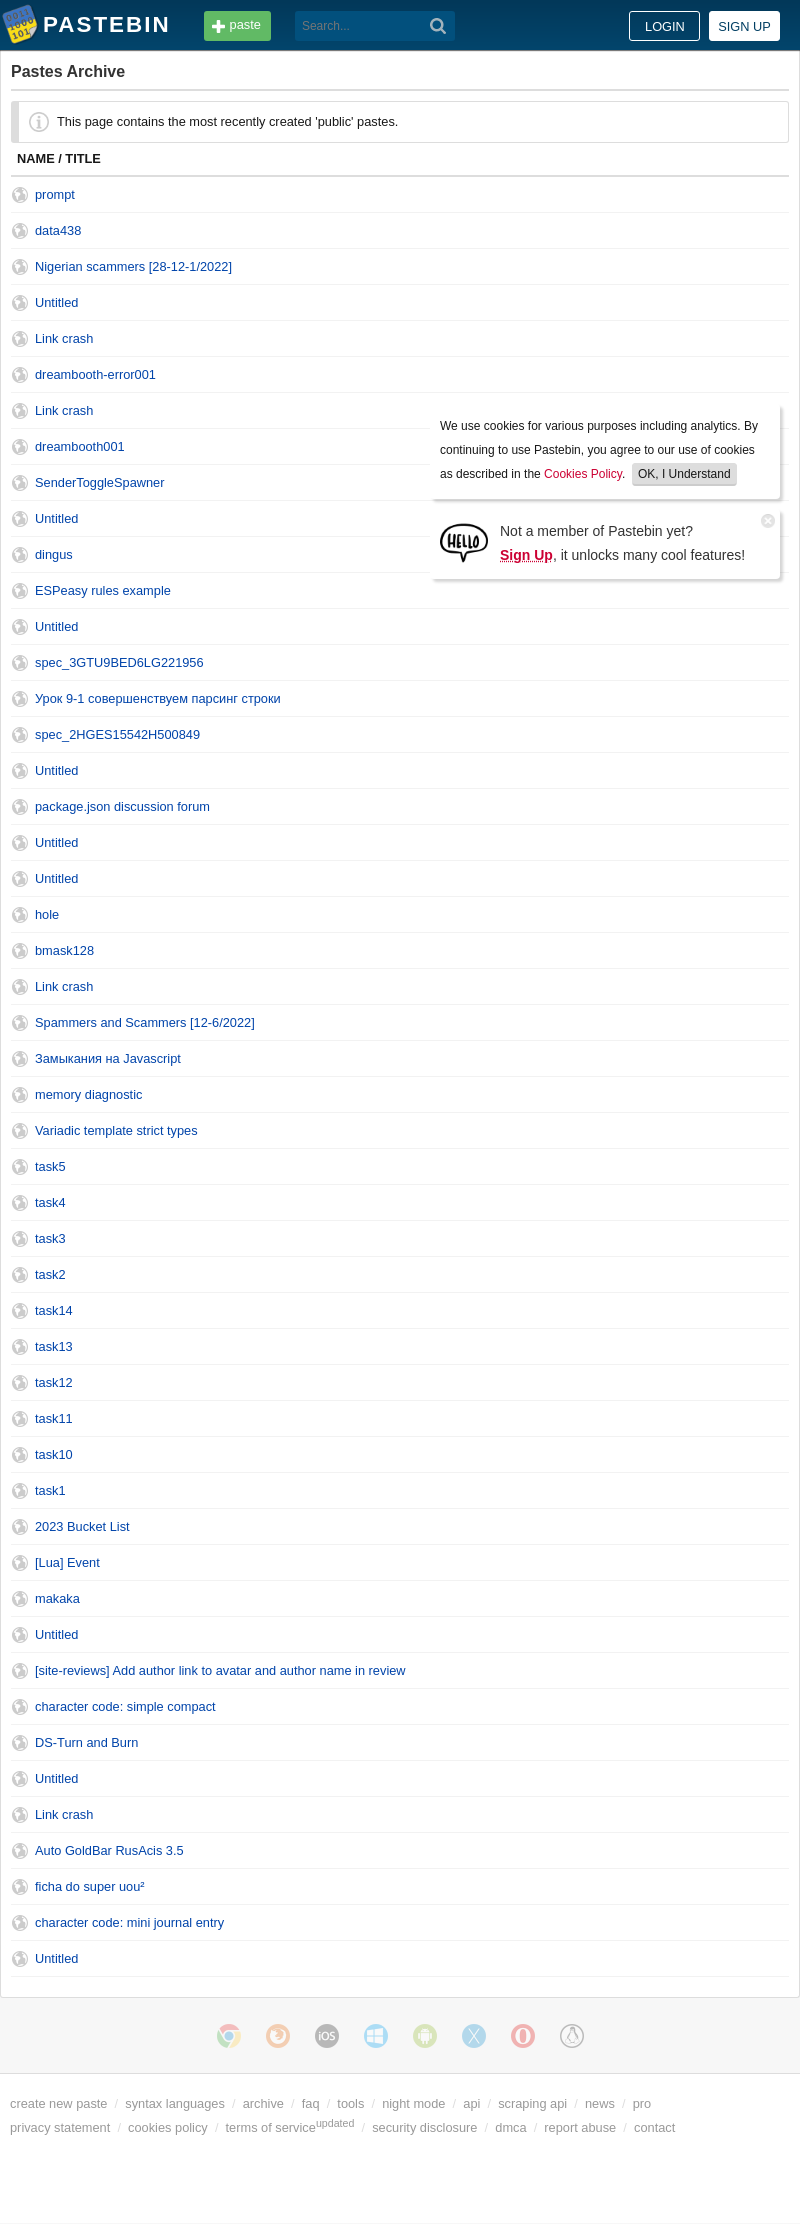 PASTEBIN paste Search... LOGIN SIGN UP
Pastes Archive
This page contains the most recently created 'public' pastes.
NAME / TITLE
prompt
data438
Nigerian scammers [28-12-1/2022]
Untitled
Link crash
dreambooth-error001
Link crash
dreambooth001
SenderToggleSpawner
Untitled
dingus
We use cookies for various purposes including analytics. By
continuing to use Pastebin, you agree to our use of cookies
as described in the Cookies Policy. OK, I Understand
HELLO
Not a member of Pastebin yet?
Sign Up, it unlocks many cool features!
ESPeasy rules example
Untitled
spec_3GTU9BED6LG221956
Урок 9-1 совершенствуем парсинг строки
spec_2HGES15542H500849
Untitled
package.json discussion forum
Untitled
Untitled
hole
bmask128
Link crash
Spammers and Scammers [12-6/2022]
Замыкания на Javascript
memory diagnostic
Variadic template strict types
task5
task4
task3
task2
task14
task13
task12
task11
task10
task1
2023 Bucket List
[Lua] Event
makaka
Untitled
[site-reviews] Add author link to avatar and author name in review
character code: simple compact
DS-Turn and Burn
Untitled
Link crash
Auto GoldBar RusAcis 3.5
ficha do super uou²
character code: mini journal entry
Untitled
iOS
create new paste / syntax languages / archive / faq / tools / night mode / api / scraping api / news / pro
privacy statement / cookies policy / terms of service updated / security disclosure / dmca / report abuse / contact